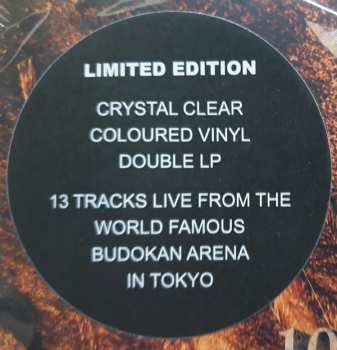 LIMITED EDITION
CRYSTAL CLEAR
COLOURED VINYL
DOUBLE LP
13 TRACKS LIVE FROM THE
WORLD FAMOUS
BUDOKAN ARENA
IN TOKYO